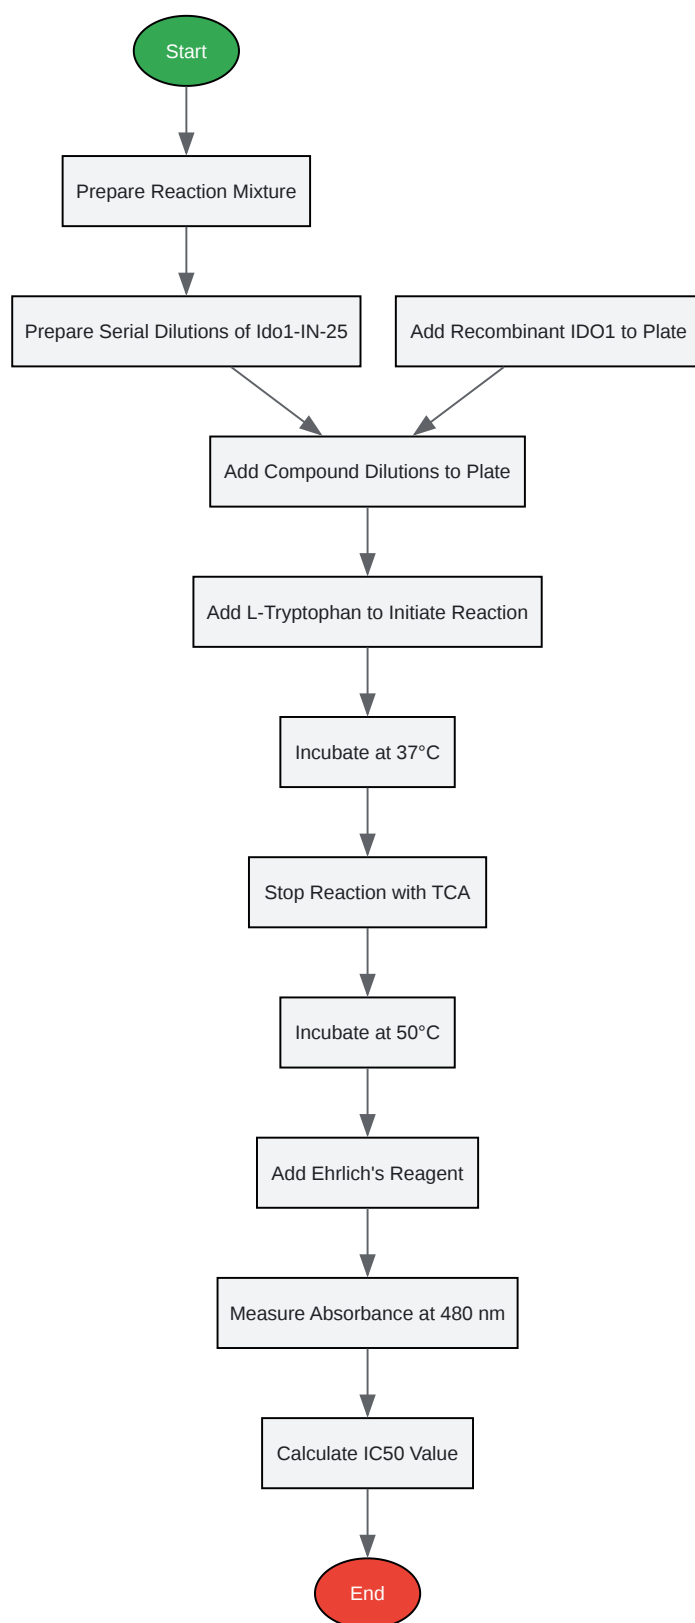 Start
Prepare Reaction Mixture
Prepare Serial Dilutions of Ido1-IN-25
Add Recombinant IDO1 to Plate
Add Compound Dilutions to Plate
Add L-Tryptophan to Initiate Reaction
Incubate at 37°C
Stop Reaction with TCA
Incubate at 50°C
Add Ehrlich's Reagent
Measure Absorbance at 480 nm
Calculate IC50 Value
End